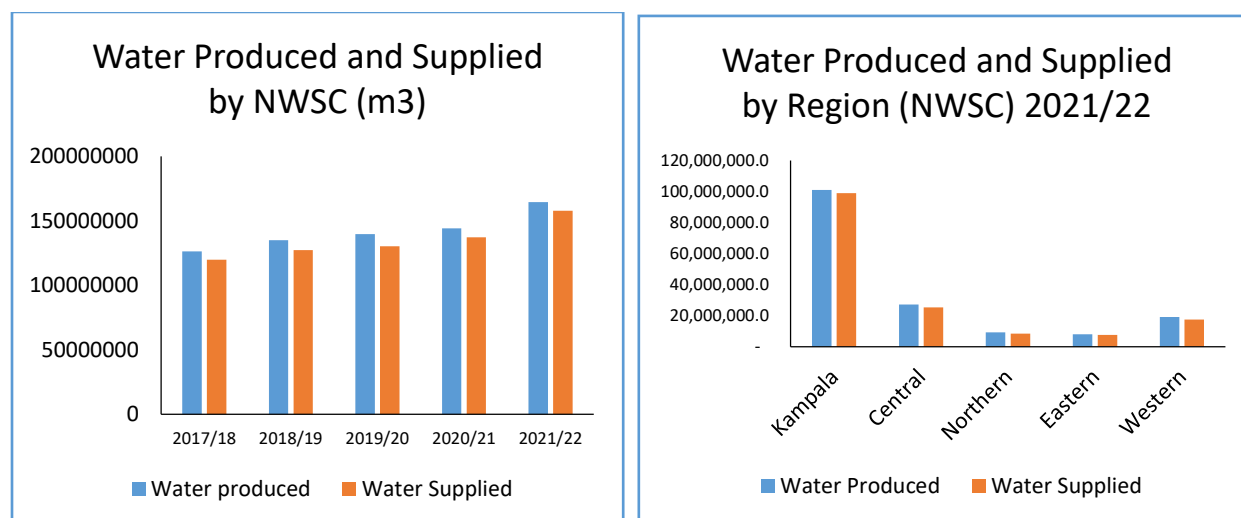 Water Produced and Supplied
by NWSC (m3)
200000000
150000000
100000000
50000000
0
2017/18 2018/19 2019/20 2020/21 2021/22
Water produced Water Supplied
Water Produced and Supplied
by Region (NWSC) 2021/22
120,000,000.0
100,000,000.0
80,000,000.0
60,000,000.0
40,000,000.0
20,000,000.0
-
Kampala Central Northern Eastern Western
Water Produced Water Supplied